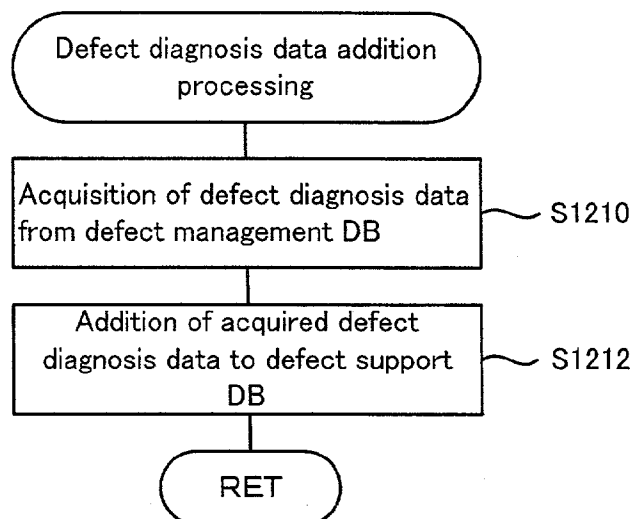 Defect diagnosis data addition
processing
Acquisition of defect diagnosis data
from defect management DB
S1210
Addition of acquired defect
diagnosis data to defect support
DB
S1212
RET